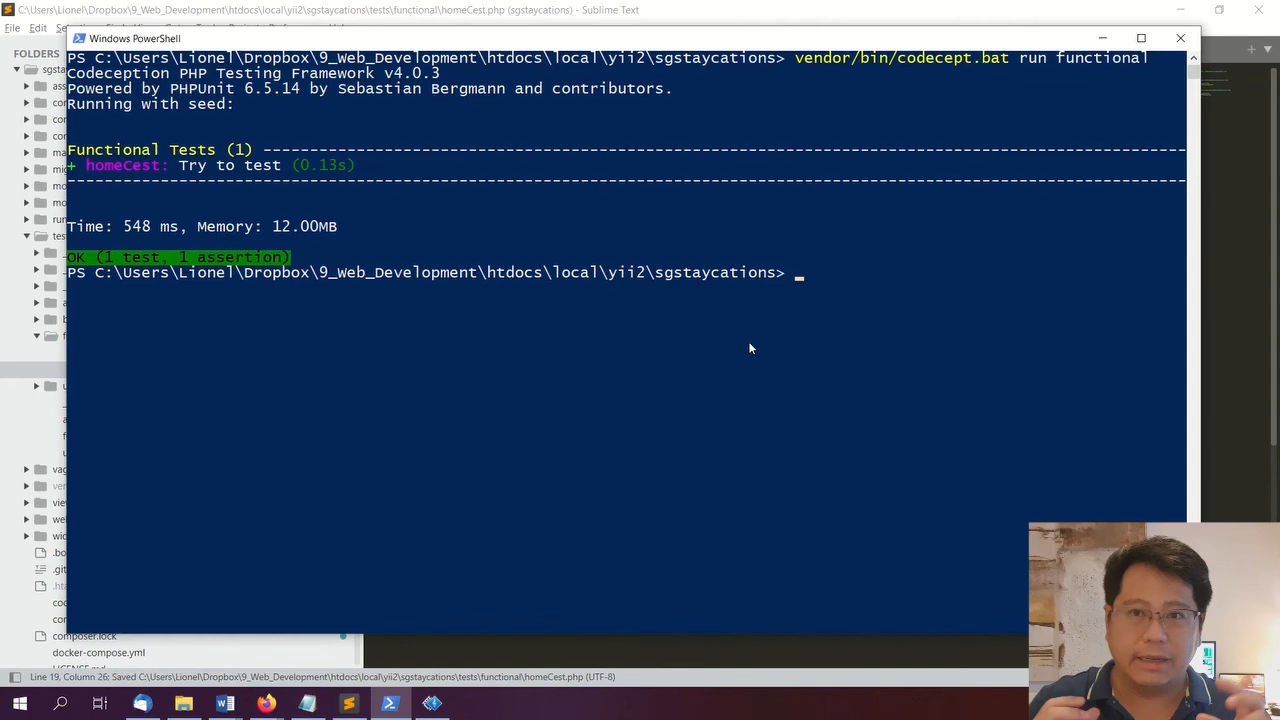 C:\Users\Lionel\Dropbox\9_Web_Development\htdocs\local\yii2\sgstaycations\tests\functional\homeCest.php (sgstaycations) - Sublime Text
File
Edit
FOLDERS
Windows PowerShell
PS C:\Users\Lionel\Dropbox\9_Web_Development\htdocs\local\yii2\sgstaycations> vendor/bin/codecept.bat run functional
Codeception PHP Testing Framework v4.0.3
Powered by PHPUnit 6.5.14 by Sebastian Bergmann and contributors.
Running with seed:
Functional Tests (1) ------------------------------------------------------------------------
+ homeCest: Try to test (0.13s)
---------------------------------------------------------------------------------------------
Time: 548 ms, Memory: 12.00MB
OK (1 test, 1 assertion)
PS C:\Users\Lionel\Dropbox\9_Web_Development\htdocs\local\yii2\sgstaycations>
composer.lock
docker-compose.yml
LICENSE.md
Line 19, Column 26; Saved C:\Users\Lionel\Dropbox\9_Web_Development\htdocs\local\yii2\sgstaycations\tests\functional\homeCest.php (UTF-8)